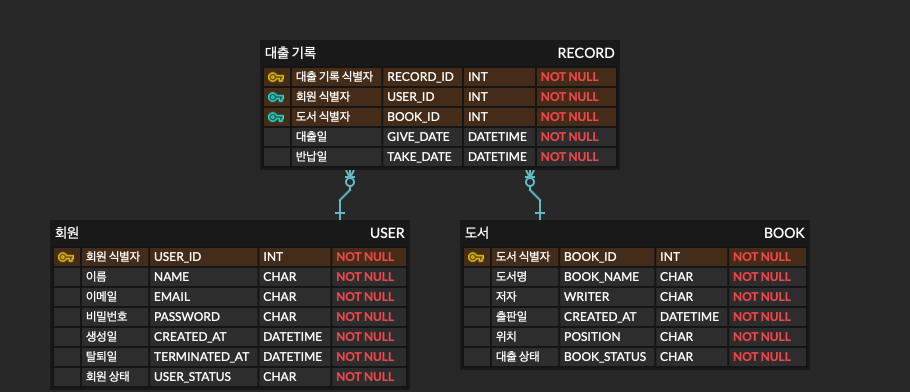 대출 기록 RECORD
대출 기록 식별자 RECORD_ID INT NOT NULL
회원 식별자 USER_ID INT NOT NULL
도서 식별자 BOOK_ID INT NOT NULL
대출일 GIVE_DATE DATETIME NOT NULL
반납일 TAKE_DATE DATETIME NOT NULL
회원 USER
회원 식별자 USER_ID INT NOT NULL
이름 NAME CHAR NOT NULL
이메일 EMAIL CHAR NOT NULL
비밀번호 PASSWORD CHAR NOT NULL
생성일 CREATED_AT DATETIME NOT NULL
탈퇴일 TERMINATED_AT DATETIME NOT NULL
회원 상태 USER_STATUS CHAR NOT NULL
도서 BOOK
도서 식별자 BOOK_ID INT NOT NULL
도서명 BOOK_NAME CHAR NOT NULL
저자 WRITER CHAR NOT NULL
출판일 CREATED_AT DATETIME NOT NULL
위치 POSITION CHAR NOT NULL
대출 상태 BOOK_STATUS CHAR NOT NULL